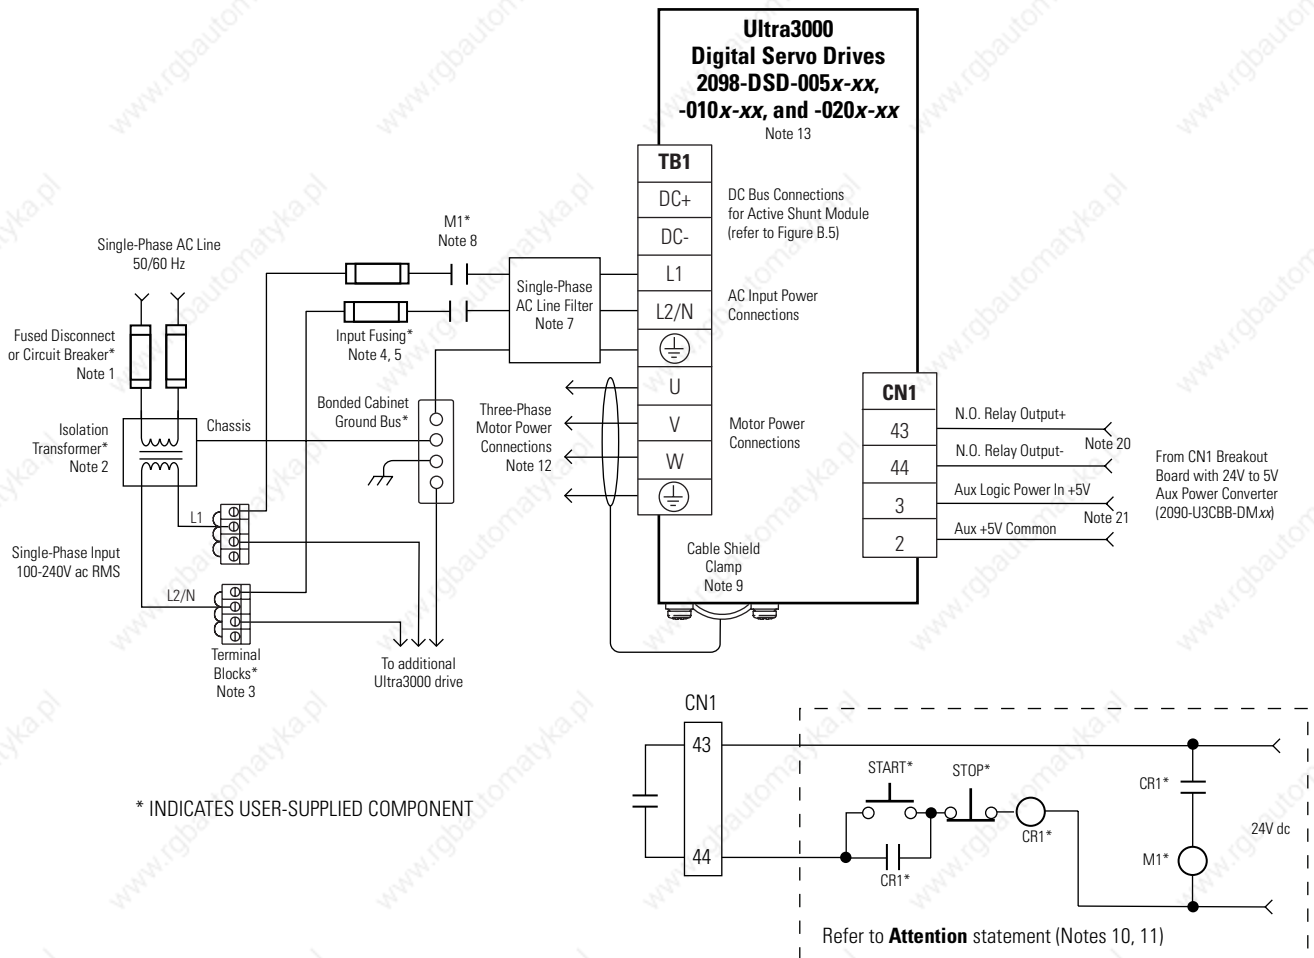 Ultra3000
Digital Servo Drives
2098-DSD-005x-xx,
-010x-xx, and -020x-xx
Note 13
TB1
DC+
DC-
L1
L2/N
U
V
W
DC Bus Connections
for Active Shunt Module
(refer to Figure B.5)
AC Input Power
Connections
Motor Power
Connections
Cable Shield
Clamp
Note 9
M1*
Note 8
Single-Phase AC Line
50/60 Hz
Single-Phase
AC Line Filter
Note 7
Fused Disconnect
or Circuit Breaker*
Note 1
Input Fusing*
Note 4, 5
Bonded Cabinet
Ground Bus*
Three-Phase
Motor Power
Connections
Note 12
Isolation
Transformer*
Note 2
Chassis
L1
Single-Phase Input
100-240V ac RMS
L2/N
Terminal
Blocks*
Note 3
To additional
Ultra3000 drive
CN1
43
44
3
2
N.O. Relay Output+
Note 20
N.O. Relay Output-
Aux Logic Power In +5V
Note 21
Aux +5V Common
From CN1 Breakout
Board with 24V to 5V
Aux Power Converter
(2090-U3CBB-DMxx)
CN1
43
44
START*
STOP*
CR1*
CR1*
CR1*
M1*
24V dc
Refer to Attention statement (Notes 10, 11)
* INDICATES USER-SUPPLIED COMPONENT
www.rgbautomatyka.pl